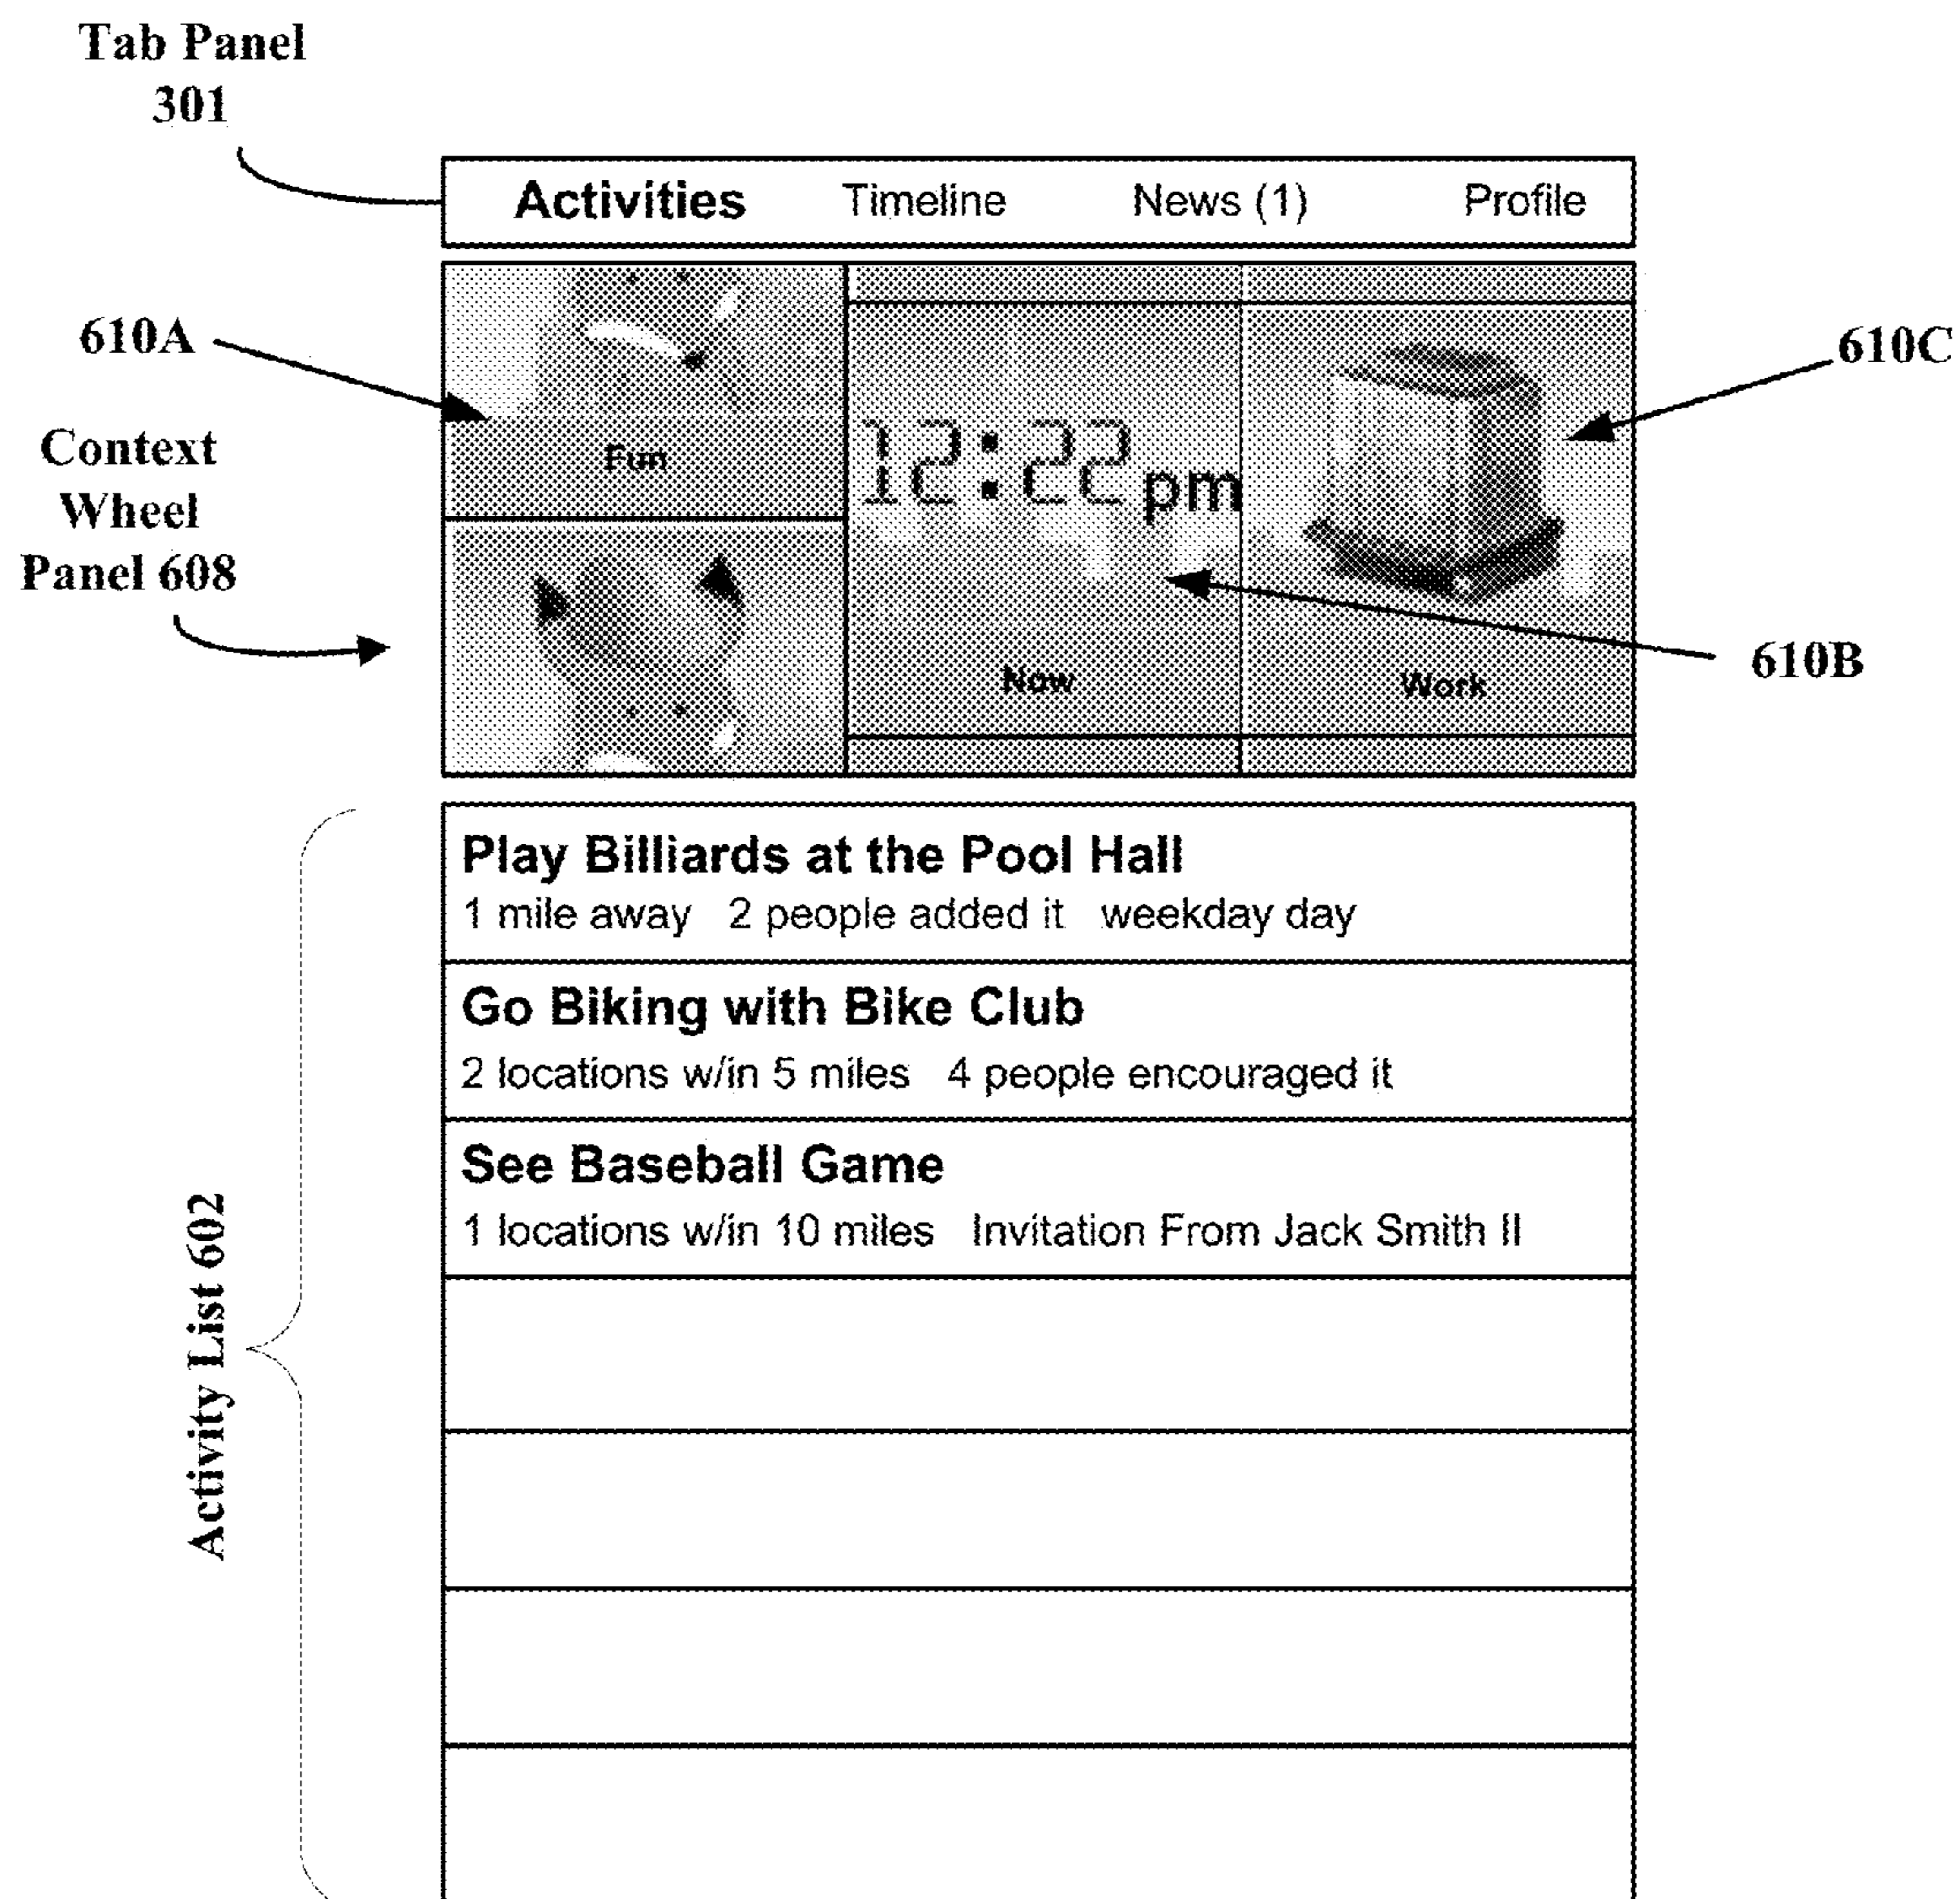 Tab Panel
301
Activities Timeline News (1) Profile
610A
610C
Context
Wheel
Panel 608
Fun
12:22 pm
610B
Now
Work
Play Billiards at the Pool Hall
1 mile away 2 people added it weekday day
Go Biking with Bike Club
2 locations w/in 5 miles 4 people encouraged it
See Baseball Game
1 locations w/in 10 miles Invitation From Jack Smith II
Activity List 602